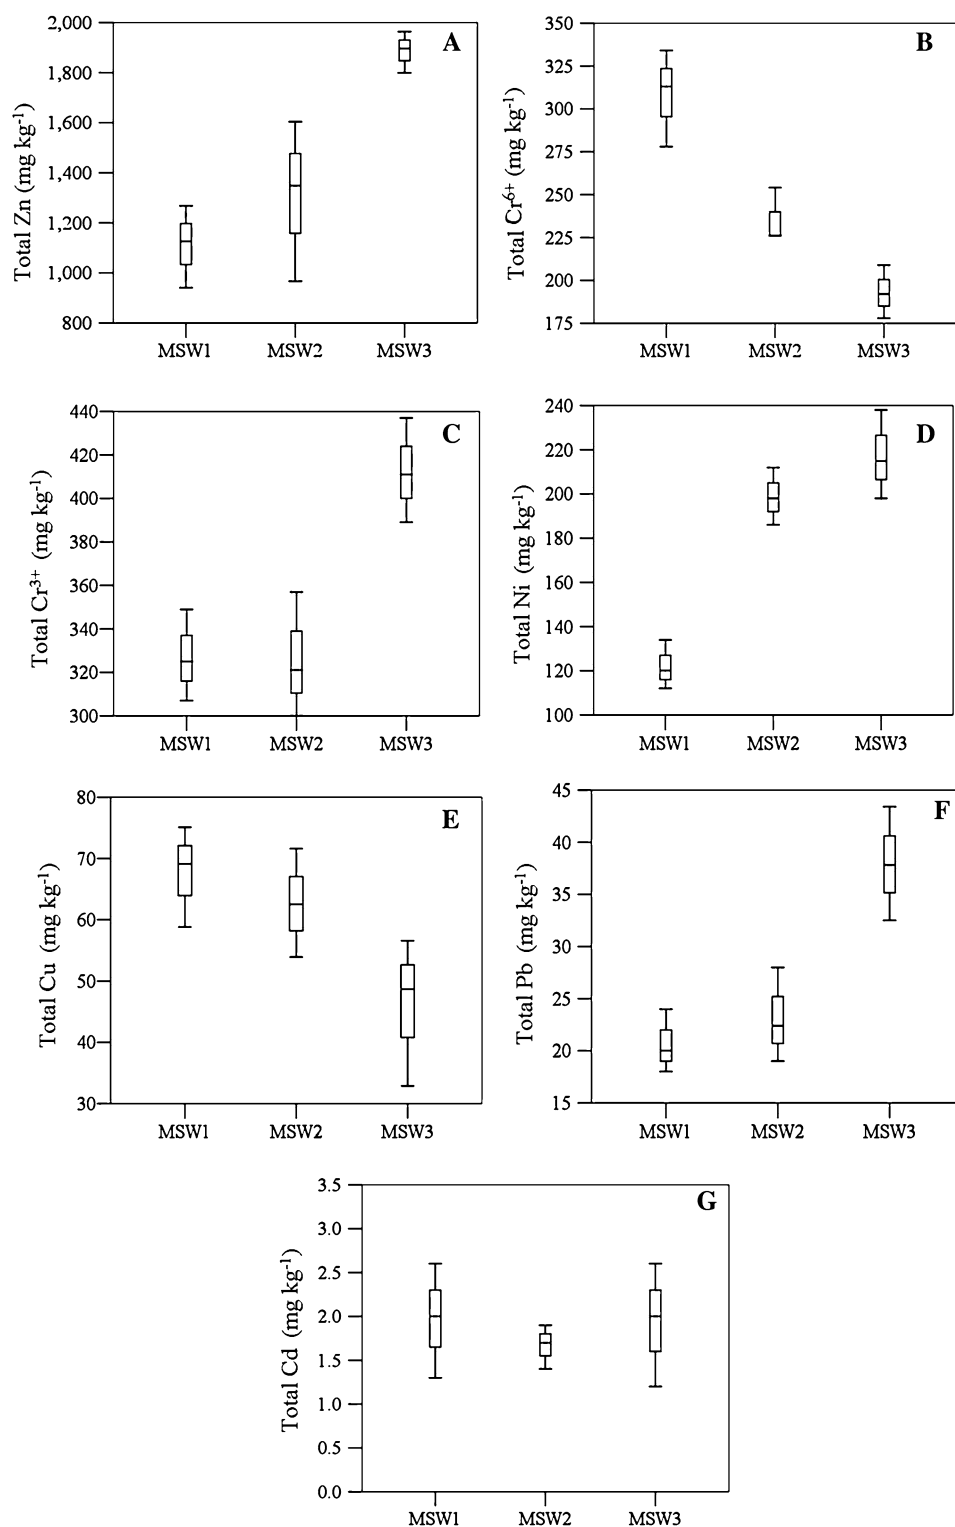 A
Total Zn (mg kg-1)
2,000
1,800
1,600
1,400
1,200
1,000
800
MSW1 MSW2 MSW3
B
Total Cr6+ (mg kg-1)
350
325
300
275
250
225
200
175
MSW1 MSW2 MSW3
C
Total Cr3+ (mg kg-1)
440
420
400
380
360
340
320
300
MSW1 MSW2 MSW3
D
Total Ni (mg kg-1)
240
220
200
180
160
140
120
100
MSW1 MSW2 MSW3
E
Total Cu (mg kg-1)
80
70
60
50
40
30
MSW1 MSW2 MSW3
F
Total Pb (mg kg-1)
45
40
35
30
25
20
15
MSW1 MSW2 MSW3
G
Total Cd (mg kg-1)
3.5
3.0
2.5
2.0
1.5
1.0
0.5
0.0
MSW1 MSW2 MSW3